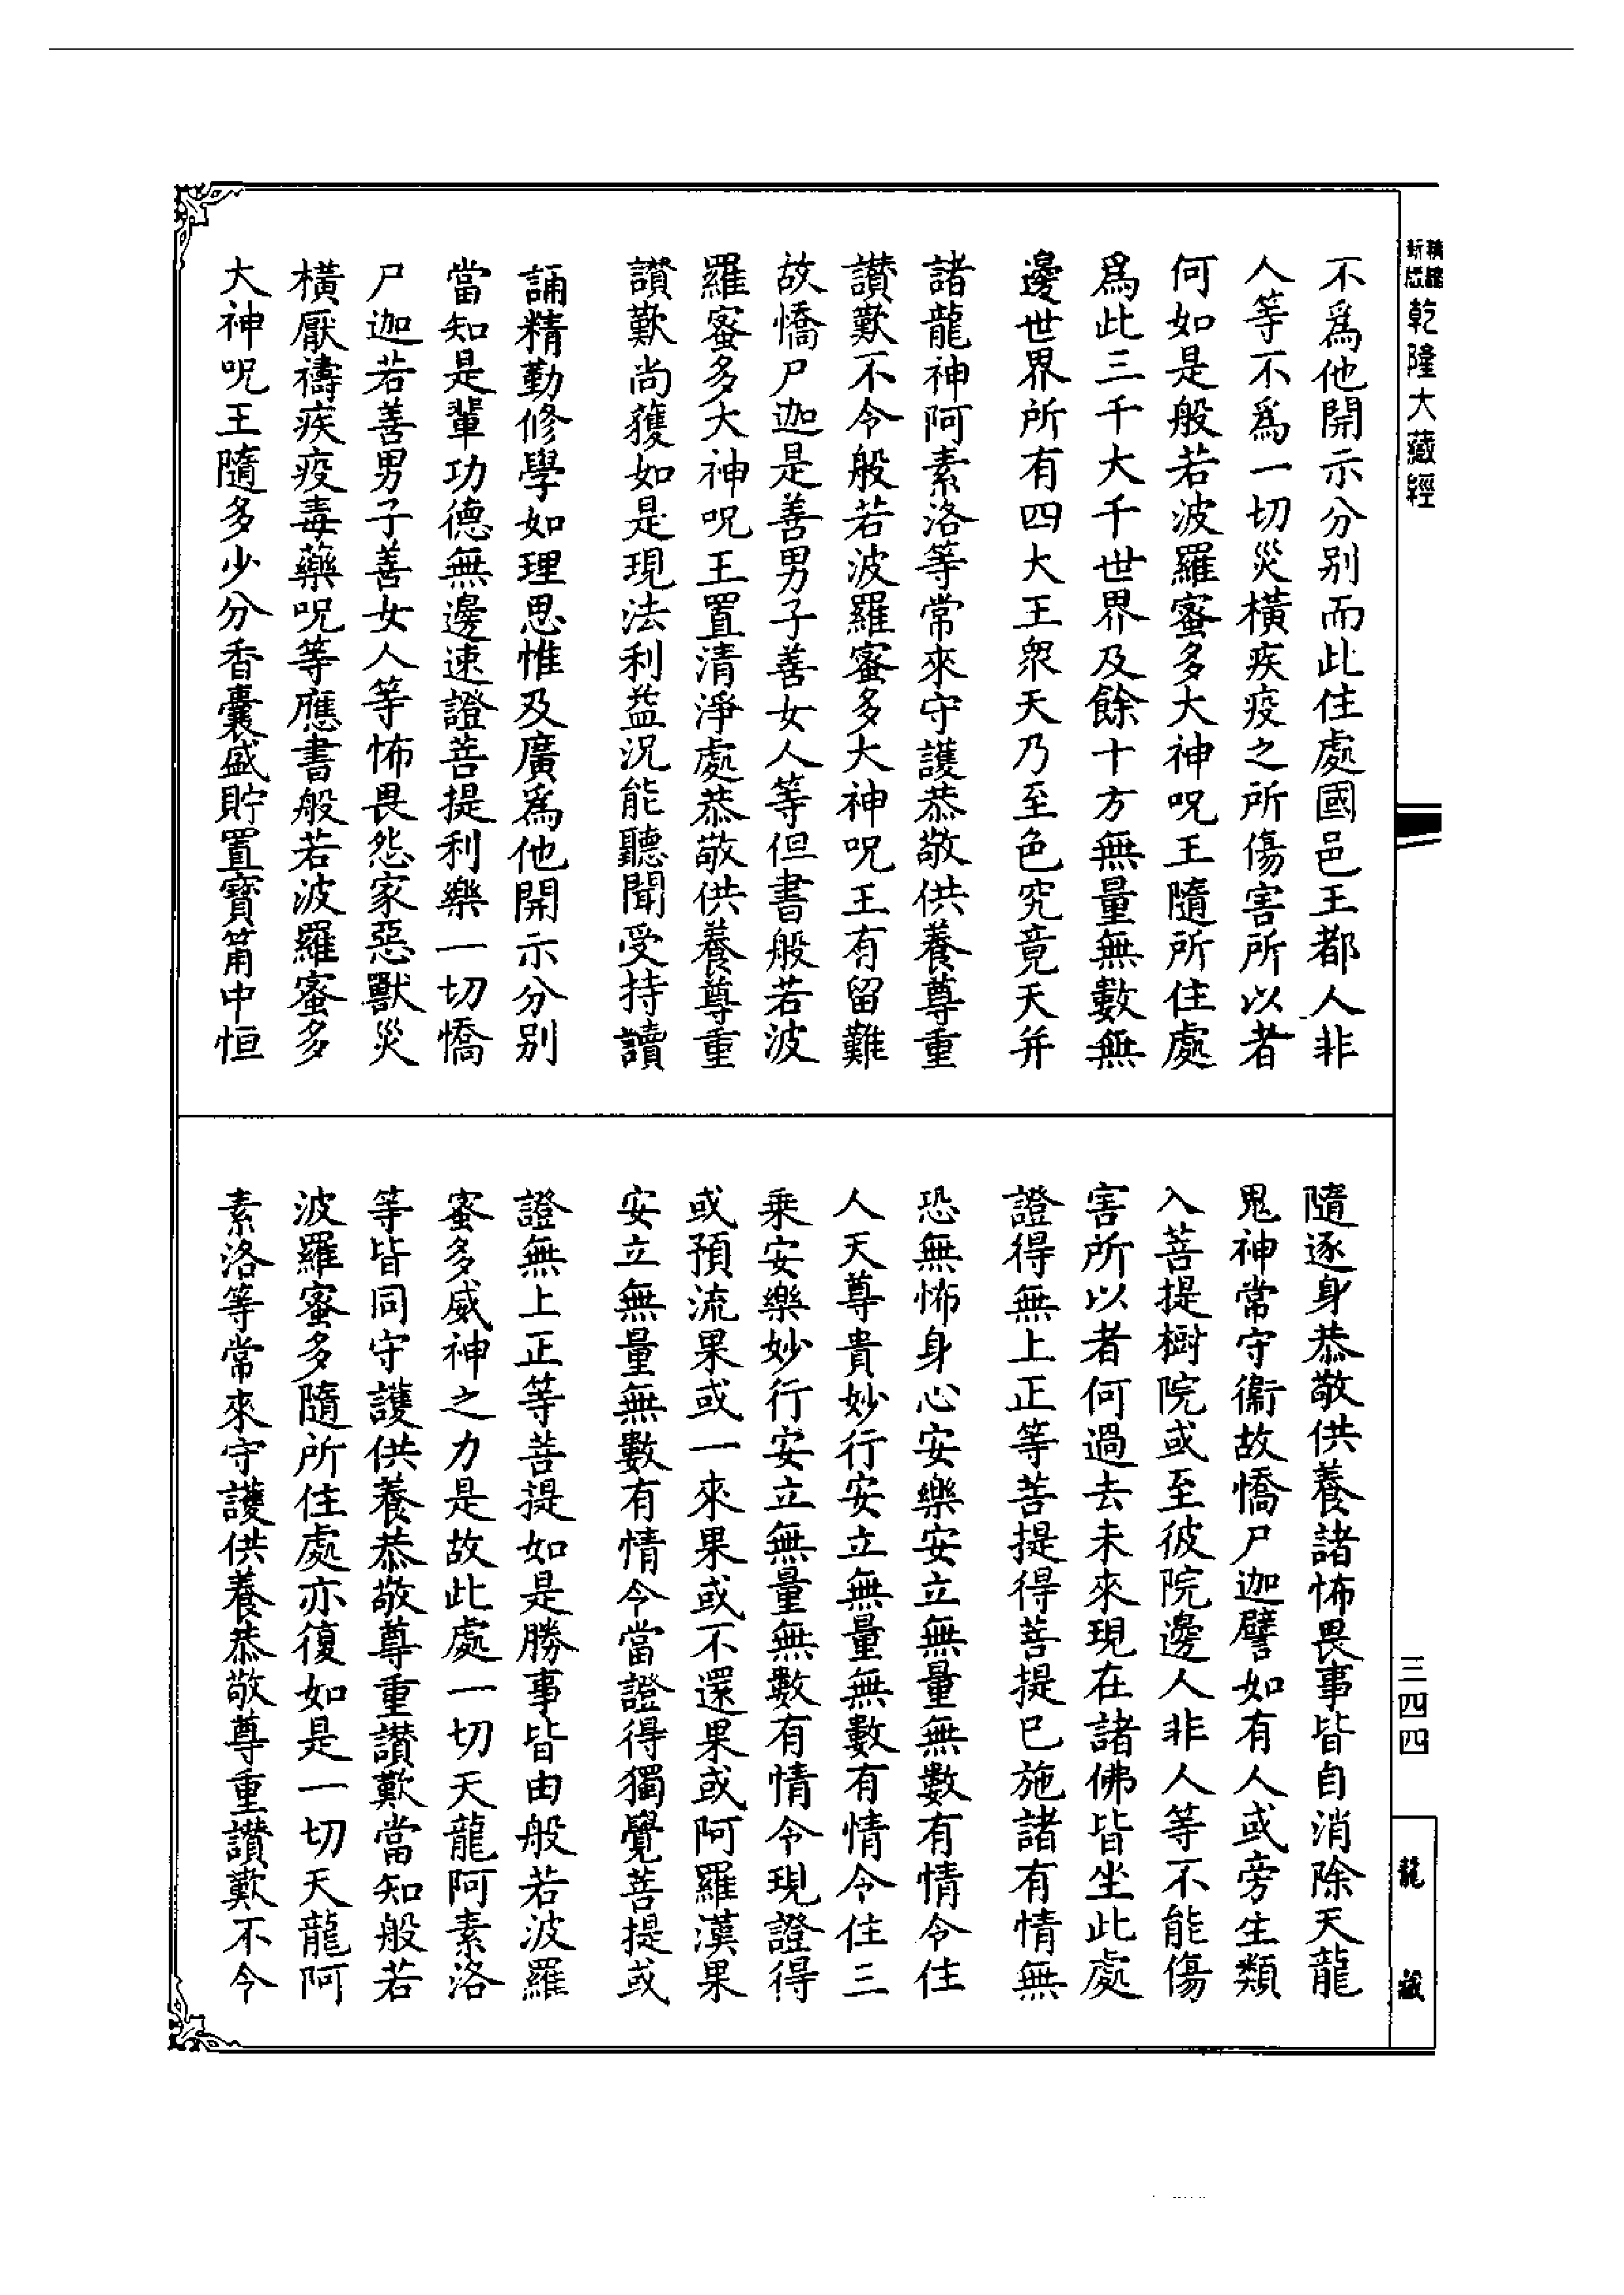 乾隆大藏經
不爲他開示分别而此住處國邑王都人非
人等不爲一切災橫疾疫之所傷害所以者
何如是般若波羅蜜多大神呪王隨所住處
爲此三千大千世界及餘十方無量無數無
邊世界所有四大王眾天乃至色究竟天并
諸龍神阿素洛等常來守護恭敬供養尊重
讃歎不令般若波羅蜜多大神呪王有留難
故憍尸迦是善男子善女人等但書般若波
羅蜜多大神呪王置清淨處恭敬供養尊重
讃歎尚獲如是現法利益況能聽聞受持讀
誦精勤修學如理思惟及廣爲他開示分别
當知是輩功德無邊速證菩提利樂一切憍
尸迦若善男子善女人等怖畏怨家惡獸災
橫厭禱疾疫毒藥呪等應書般若波羅蜜多
大神呪王隨多少分香囊盛貯置寶筩中恒
隨逐身恭敬供養諸怖畏事皆自消除天龍
鬼神常守衞故憍尸迦譬如有人或旁生類
入菩提樹院或至彼院邊人非人等不能傷
害所以者何過去未來現在諸佛皆坐此處
證得無上正等菩提得菩提已施諸有情無
恐無怖身心安樂安立無量無數有情令住
人天尊貴妙行安立無量無數有情令住三
乗安樂妙行安立無量無數有情令現證得
或預流果或一來果或不還果或阿羅漢果
安立無量無數有情令當證得獨覺菩提或
證無上正等菩提如是勝事皆由般若波羅
蜜多威神之力是故此處一切天龍阿素洛
等皆同守護供養恭敬尊重讃歎當知般若
波羅蜜多隨所住處亦復如是一切天龍阿
素洛等常來守護供養恭敬尊重讃歎不令
三四四
龍藏